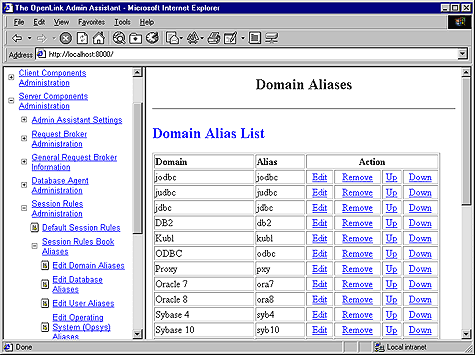 The OpenLink Admin Assistant - Microsoft Internet Explorer
File Edit View Favorites Tools Help
Address http://localhost:8000/
Client Components
Administration
Server Components
Administration
Admin Assistant Settings
Request Broker
Administration
General Request Broker
Information
Database Agent
Administration
Session Rules
Administration
Default Session Rules
Session Rules Book
Aliases
Edit Domain Aliases
Edit Database
Aliases
Edit User Aliases
Edit Operating
System (Opsys)
Aliases
Domain Aliases
Domain Alias List
Domain Alias Action
jodbc jodbc Edit Remove Up Down
judbc judbc Edit Remove Up Down
jdbc jdbc Edit Remove Up Down
DB2 db2 Edit Remove Up Down
Kubl kubl Edit Remove Up Down
ODBC odbc Edit Remove Up Down
Proxy pxy Edit Remove Up Down
Oracle 7 ora7 Edit Remove Up Down
Oracle 8 ora8 Edit Remove Up Down
Sybase 4 syb4 Edit Remove Up Down
Sybase 10 syb10 Edit Remove Up Down
Done Local intranet